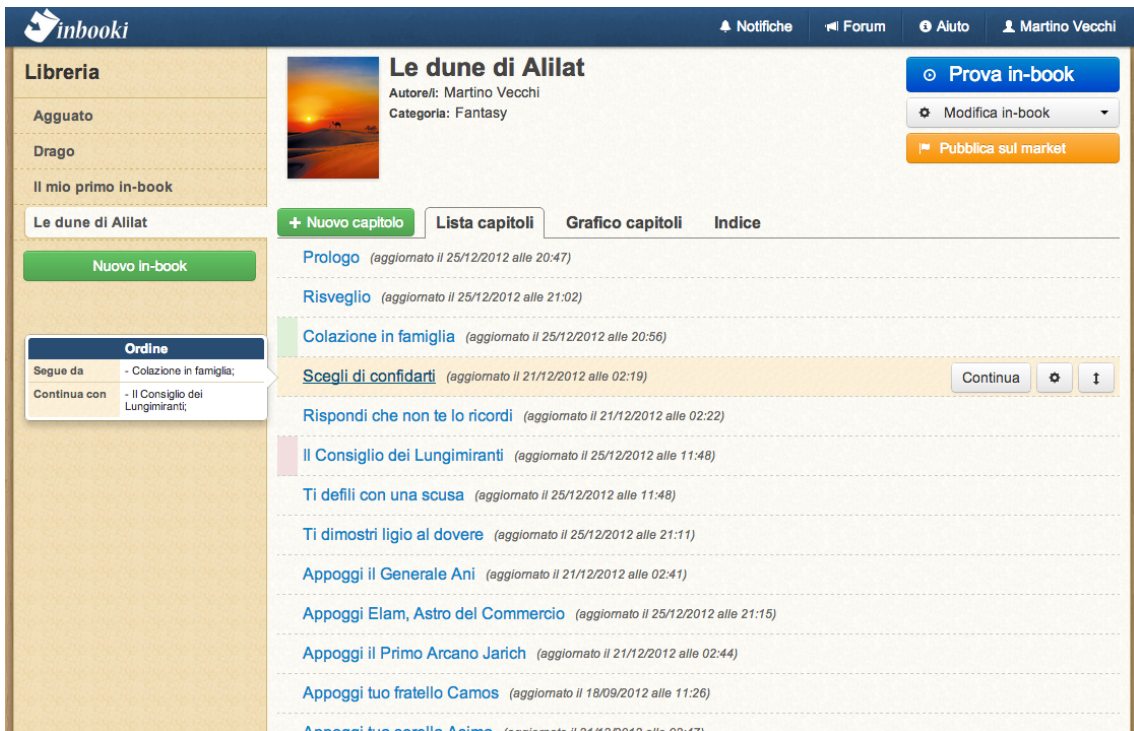 inbooki
Notifiche
Forum
Aiuto
Martino Vecchi
Libreria
Agguato
Drago
Il mio primo in-book
Le dune di Alilat
Nuovo in-book
Ordine
Segue da - Colazione in famiglia;
Continua con - Il Consiglio dei
Lungimiranti;
Le dune di Alilat
Autore/i: Martino Vecchi
Categoria: Fantasy
Prova in-book
Modifica in-book
Pubblica sul market
+ Nuovo capitolo
Lista capitoli
Grafico capitoli
Indice
Prologo (aggiornato il 25/12/2012 alle 20:47)
Risveglio (aggiornato il 25/12/2012 alle 21:02)
Colazione in famiglia (aggiornato il 25/12/2012 alle 20:56)
Scegli di confidarti (aggiornato il 21/12/2012 alle 02:19)
Continua
Rispondi che non te lo ricordi (aggiornato il 21/12/2012 alle 02:22)
Il Consiglio dei Lungimiranti (aggiornato il 25/12/2012 alle 11:48)
Ti defili con una scusa (aggiornato il 25/12/2012 alle 11:48)
Ti dimostri ligio al dovere (aggiornato il 25/12/2012 alle 21:11)
Appoggi il Generale Ani (aggiornato il 21/12/2012 alle 02:41)
Appoggi Elam, Astro del Commercio (aggiornato il 25/12/2012 alle 21:15)
Appoggi il Primo Arcano Jarich (aggiornato il 21/12/2012 alle 02:44)
Appoggi tuo fratello Camos (aggiornato il 18/09/2012 alle 11:26)